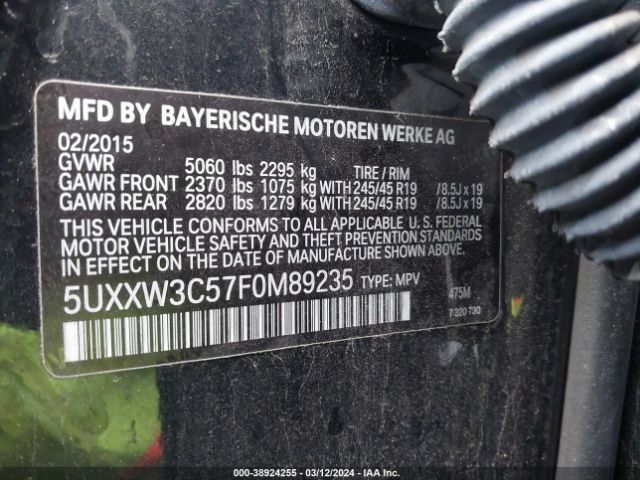 MFD BY BAYERISCHE MOTOREN WERKE AG
02/2015
GVWR 5060 lbs 2295 kg TIRE / RIM
GAWR FRONT 2370 lbs 1075 kg WITH 245/45 R19 /8.5J x 19
GAWR REAR 2820 lbs 1279 kg WITH 245/45 R19 /8.5J x 19
THIS VEHICLE CONFORMS TO ALL APPLICABLE U. S. FEDERAL
MOTOR VEHICLE SAFETY AND THEFT PREVENTION STANDARDS
IN EFFECT ON THE DATE OF MANUFACTURE SHOWN ABOVE.
5UXXW3C57F0M89235 TYPE: MPV
475M
7 320 730
000-38924255 - 03/12/2024 - IAA Inc.